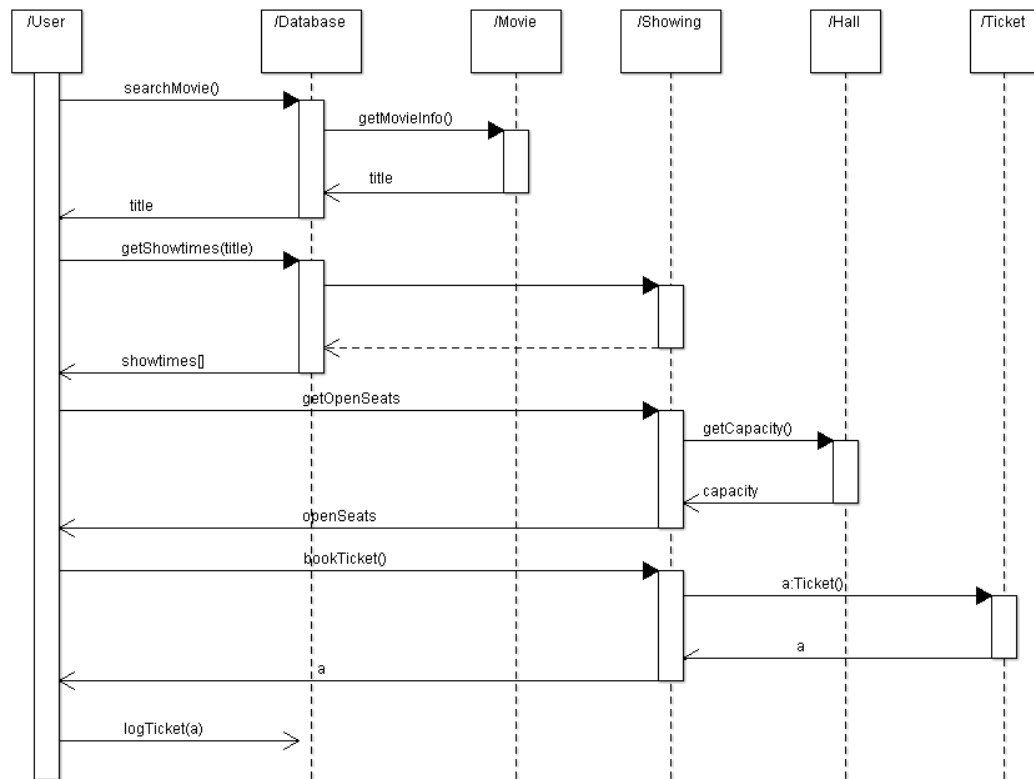 /User
/Database
/Movie
/Showing
/Hall
/Ticket
searchMovie()
getMovieInfo()
title
title
getShowtimes(title)
showtimes[]
getOpenSeats
getCapacity()
capacity
openSeats
bookTicket()
a:Ticket()
a
a
logTicket(a)